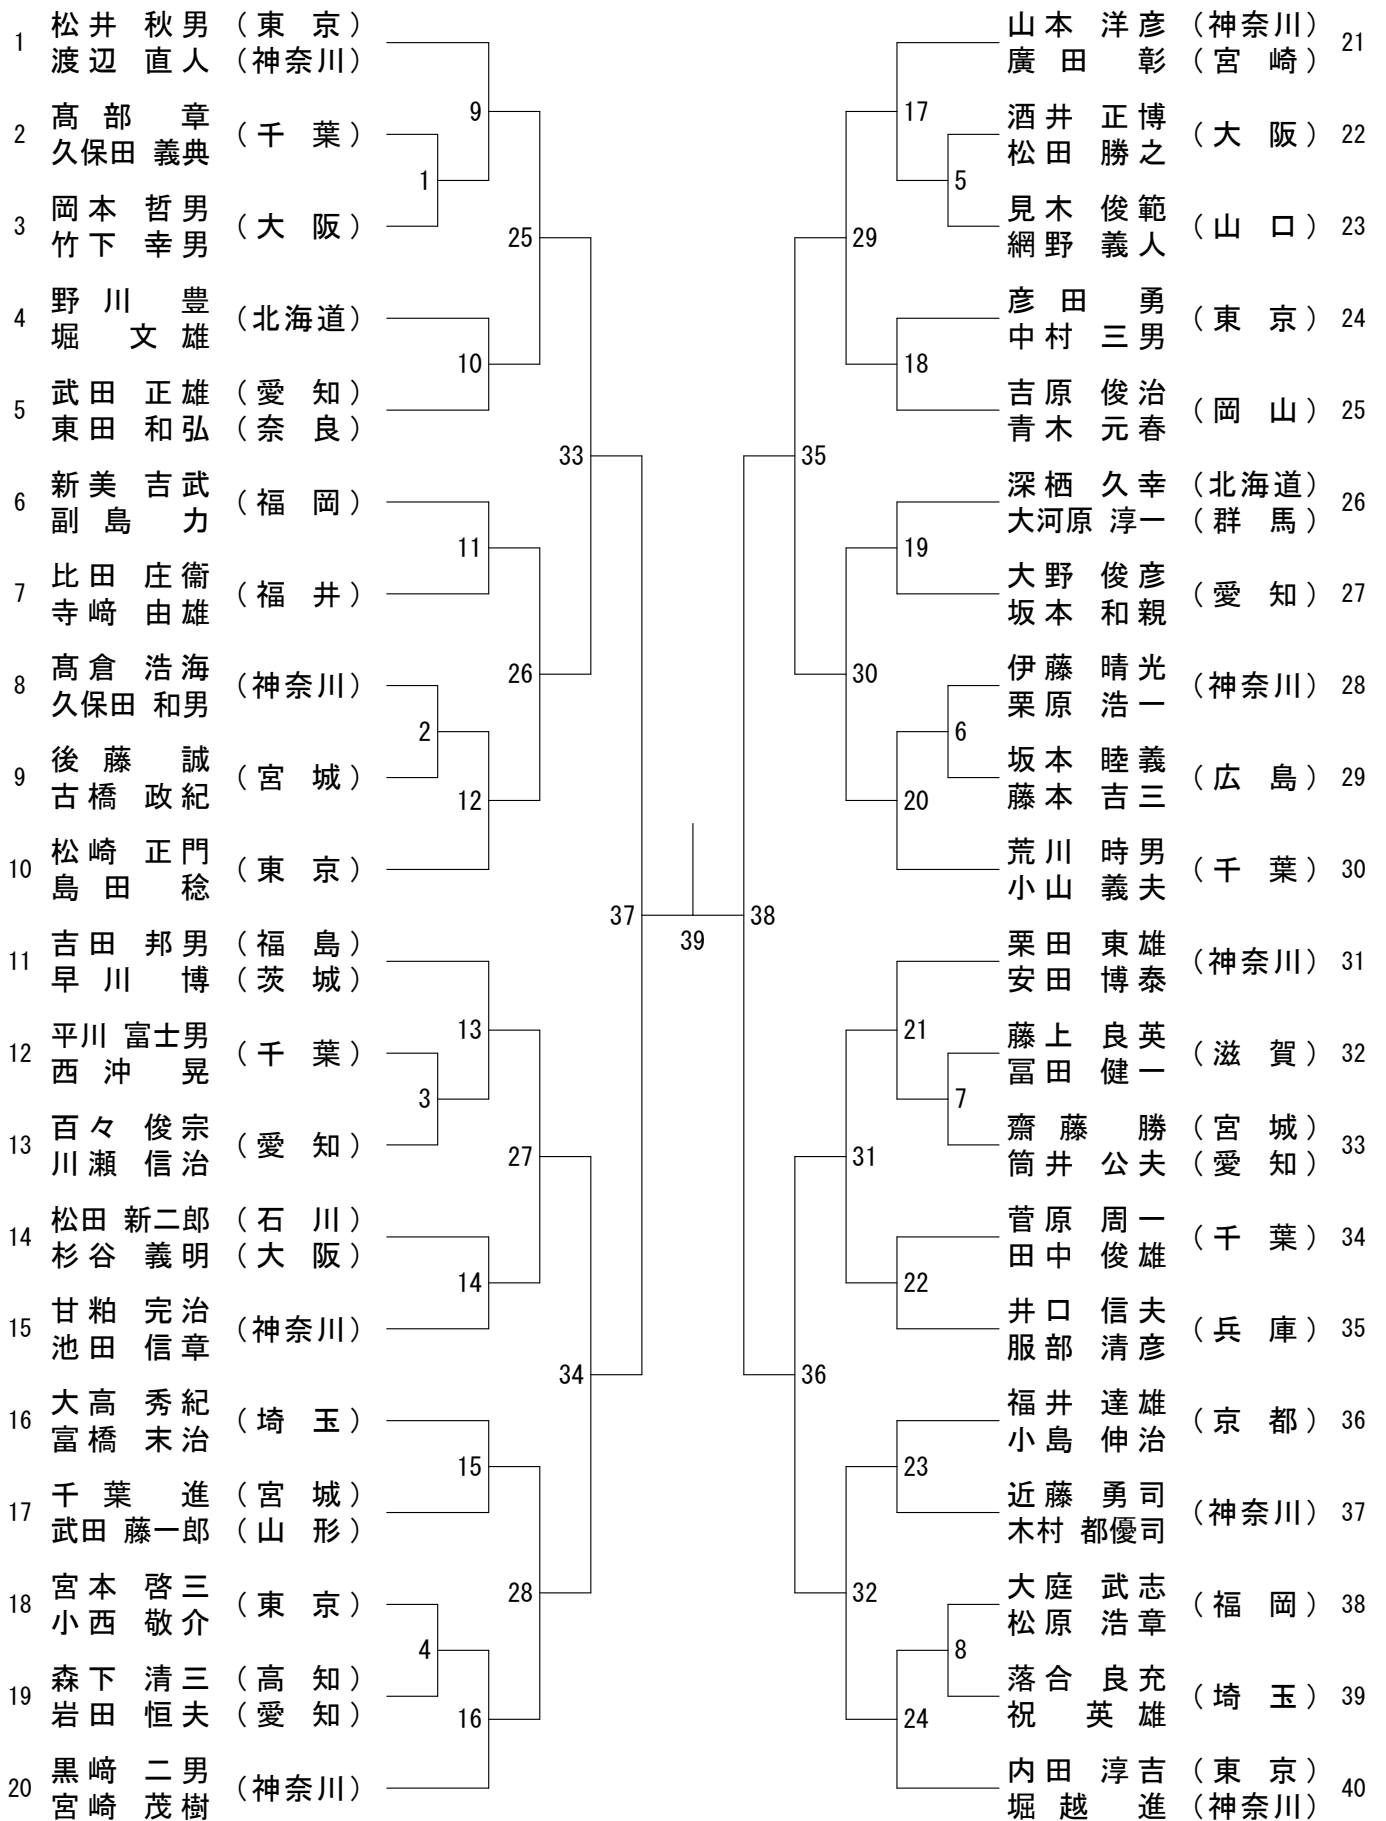 1 松井 秋男 (東京)
渡辺 直人 (神奈川)
2 髙部 章 (千葉)
久保田 義典
1
3 岡本 哲男 (大阪)
竹下 幸男
9
4 野川 豊 (北海道)
堀 文雄
10
5 武田 正雄 (愛知)
東田 和弘 (奈良)
25
6 新美 吉武 (福岡)
副島 力
11
7 比田 庄衞 (福井)
寺﨑 由雄
8 髙倉 浩海 (神奈川)
久保田 和男
2
9 後藤 誠 (宮城)
古橋 政紀
12
10 松崎 正門 (東京)
島田 稔
26
33
11 吉田 邦男 (福島)
早川 博 (茨城)
13
12 平川 富士男 (千葉)
西沖 晃
3
13 百々 俊宗 (愛知)
川瀬 信治
27
14 松田 新二郎 (石川)
杉谷 義明 (大阪)
14
15 甘粕 完治 (神奈川)
池田 信章
34
16 大高 秀紀 (埼玉)
富橋 末治
15
17 千葉 進 (宮城)
武田 藤一郎 (山形)
28
18 宮本 啓三 (東京)
小西 敬介
4
19 森下 清三 (高知)
岩田 恒夫 (愛知)
16
20 黒﨑 二男 (神奈川)
宮崎 茂樹
37
39
38
山本 洋彦 (神奈川) 21
廣田 彰 (宮崎)
17
酒井 正博 (大阪) 22
松田 勝之
5
見木 俊範 (山口) 23
網野 義人
29
彦田 勇 (東京) 24
中村 三男
18
吉原 俊治 (岡山) 25
青木 元春
35
深栖 久幸 (北海道) 26
大河原 淳一 (群馬)
19
大野 俊彦 (愛知) 27
坂本 和親
30
伊藤 晴光 (神奈川) 28
栗原 浩一
6
坂本 睦義 (広島) 29
藤本 吉三
20
荒川 時男 (千葉) 30
小山 義夫
栗田 東雄 (神奈川) 31
安田 博泰
21
藤上 良英 (滋賀) 32
冨田 健一
7
齋藤 勝 (宮城) 33
筒井 公夫 (愛知)
31
菅原 周一 (千葉) 34
田中 俊雄
22
井口 信夫 (兵庫) 35
服部 清彦
36
福井 達雄 (京都) 36
小島 伸治
23
近藤 勇司 (神奈川) 37
木村 都優司
32
大庭 武志 (福岡) 38
松原 浩章
8
落合 良充 (埼玉) 39
祝 英雄
24
内田 淳吉 (東京) 40
堀越 進 (神奈川)